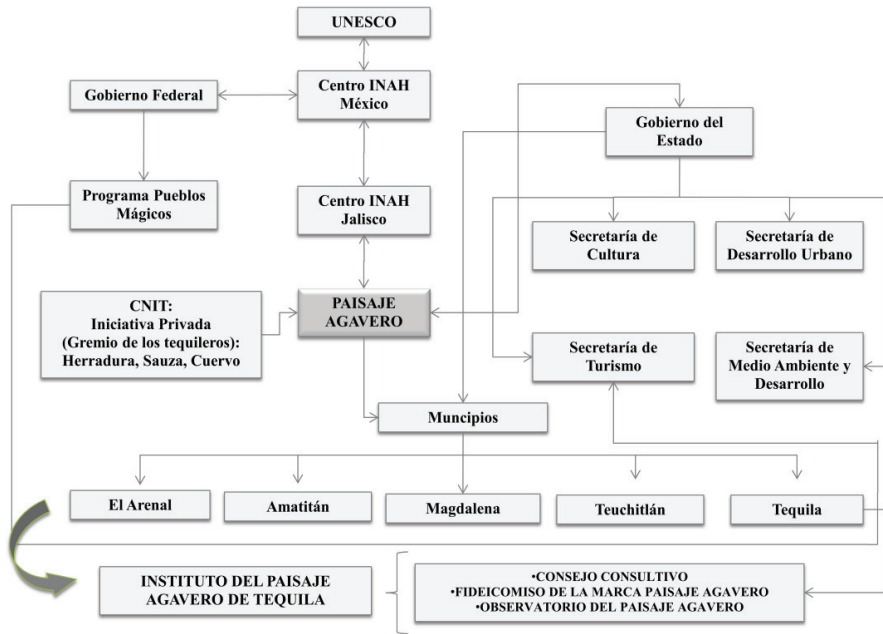 UNESCO
Gobierno Federal
Centro INAH
México
Gobierno del
Estado
Programa Pueblos
Mágicos
Centro INAH
Jalisco
Secretaría de
Cultura
Secretaría de
Desarrollo Urbano
CNIT:
Iniciativa Privada
(Gremio de los tequileros):
Herradura, Sauza, Cuervo
PAISAJE
AGAVERO
Secretaría de
Turismo
Secretaría de
Medio Ambiente y
Desarrollo
Muncipios
El Arenal
Amatitán
Magdalena
Teuchitlán
Tequila
INSTITUTO DEL PAISAJE
AGAVERO DE TEQUILA
•CONSEJO CONSULTIVO
•FIDEICOMISO DE LA MARCA PAISAJE AGAVERO
•OBSERVATORIO DEL PAISAJE AGAVERO